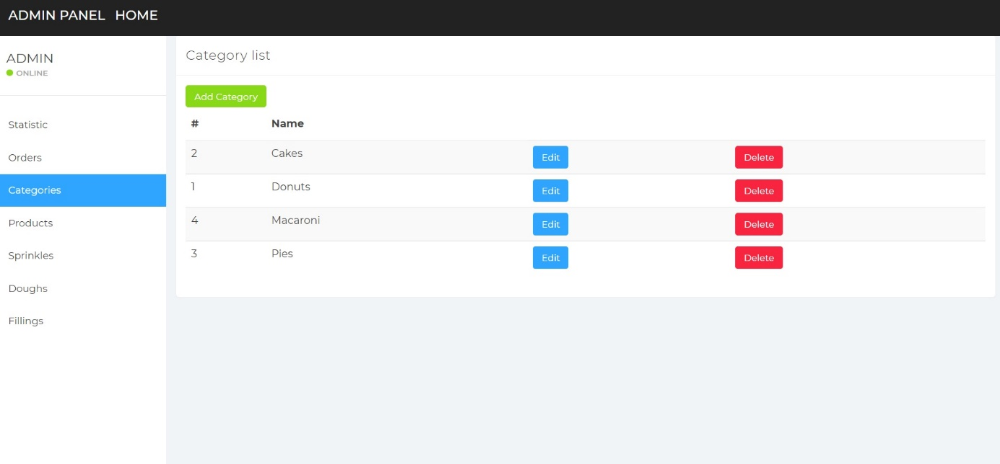 ADMIN PANEL HOME
ADMIN
ONLINE
Statistic
Orders
Categories
Products
Sprinkles
Doughs
Fillings
Category list
Add Category
# Name
2 Cakes Edit Delete
1 Donuts Edit Delete
4 Macaroni Edit Delete
3 Pies Edit Delete